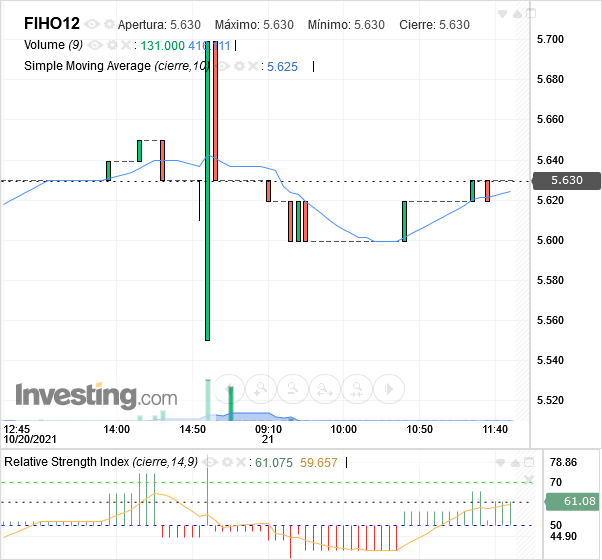 FIHO12 Apertura: 5.630 Máximo: 5.630 Mínimo: 5.630 Cierre: 5.630
Volume (9) : 131.000
Simple Moving Average (cierre,10) : 5.625
5.700
5.680
5.660
5.640
5.630
5.620
5.600
5.580
5.560
5.540
5.520
Investing.com
12:45 14:00 14:50 09:10 10:00 10:50 11:40
10/20/2021 21
Relative Strength Index (cierre,14,9) : 61.075 59.657
78.86
70
61.08
50
44.90